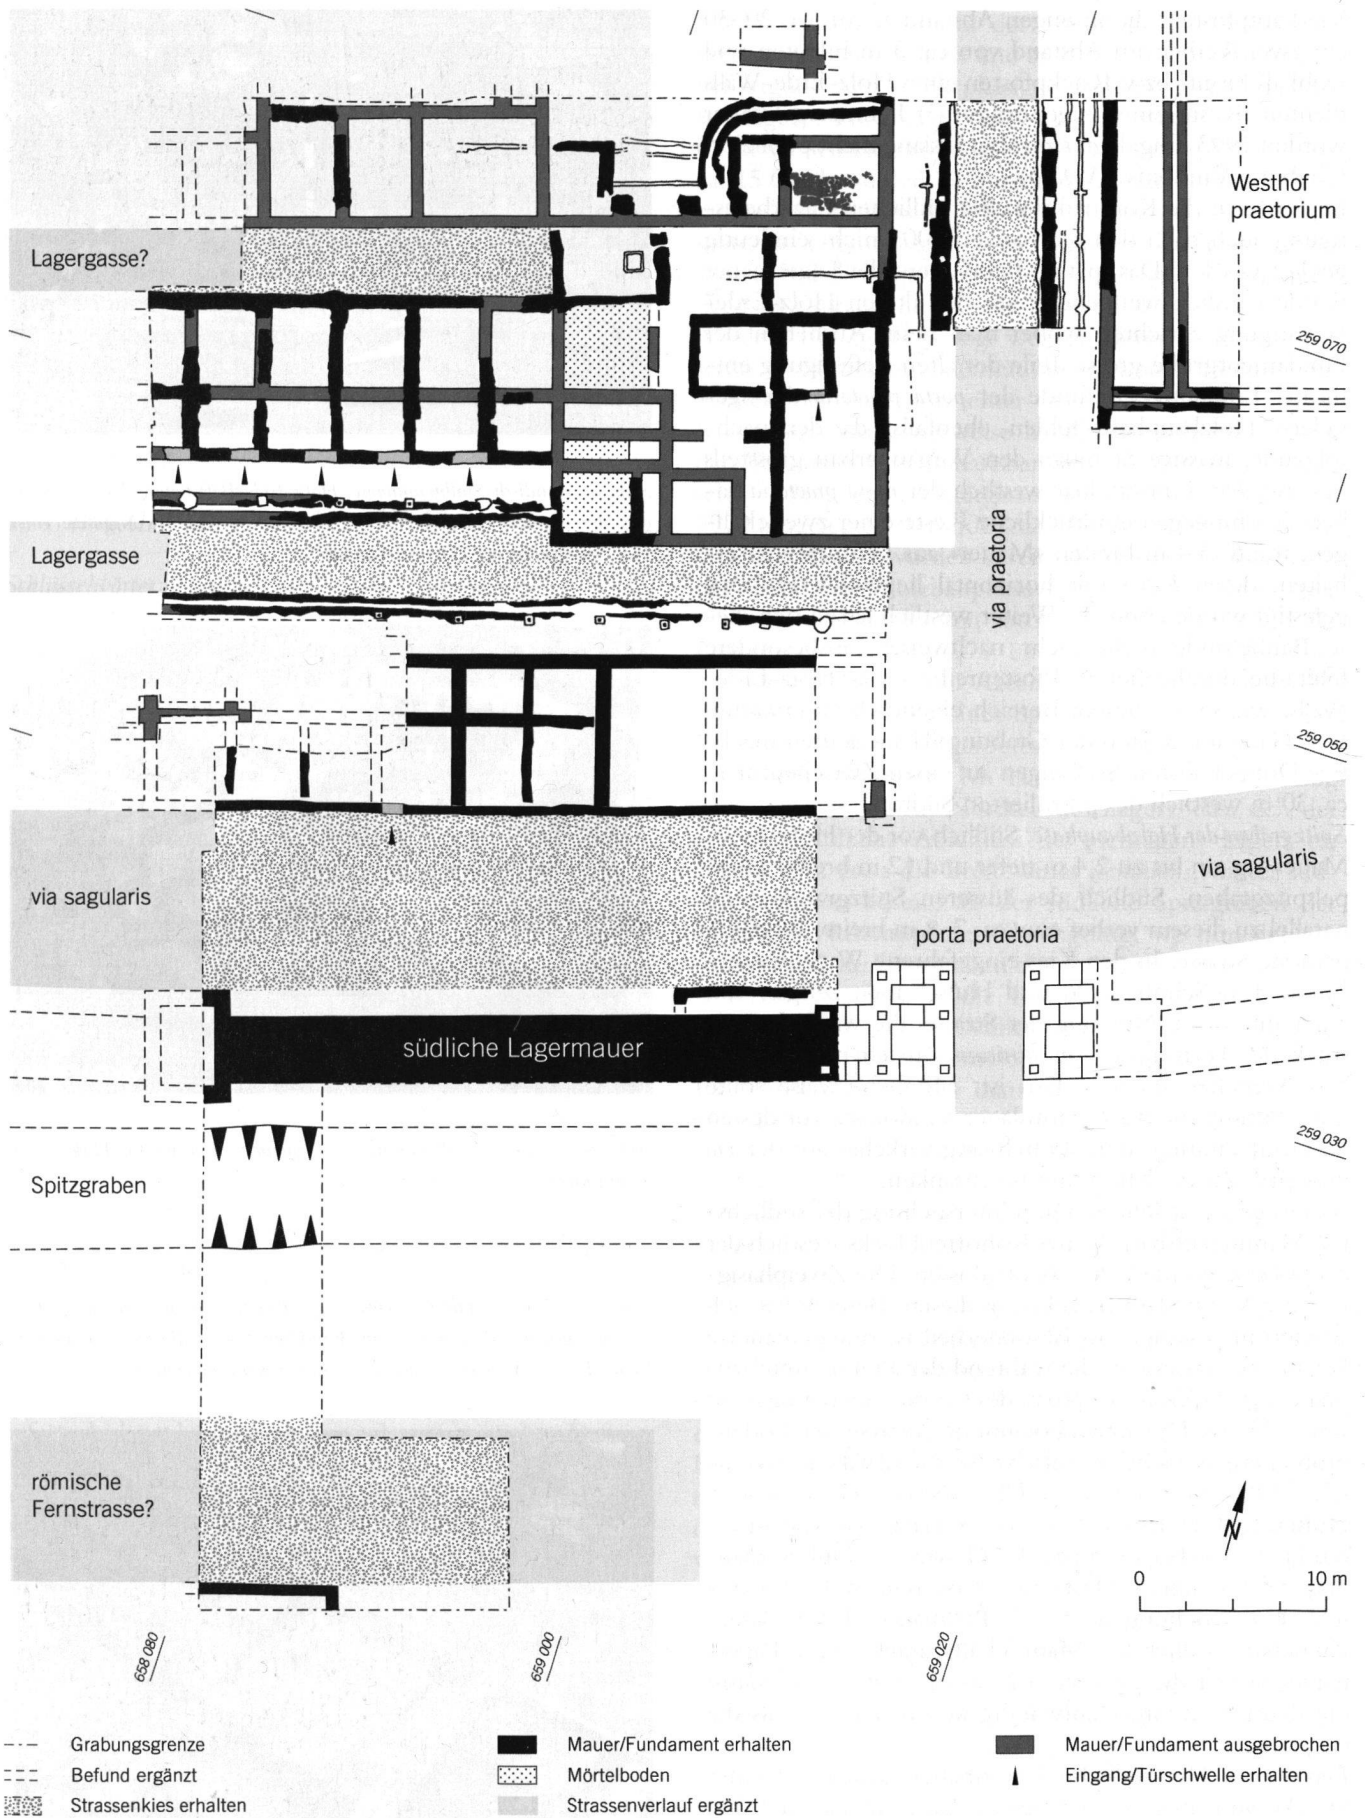 Westhof
praetorium
Lagergasse?
259 070
Lagergasse
via praetoria
259 050
via sagularis
via sagularis
porta praetoria
südliche Lagermauer
259 030
Spitzgraben
römische
Fernstrasse?
N
0 10 m
658 080
659 000
659 020
Grabungsgrenze
Befund ergänzt
Strassenkies erhalten
Mauer/Fundament erhalten
Mörtelboden
Strassenverlauf ergänzt
Mauer/Fundament ausgebrochen
Eingang/Türschwelle erhalten